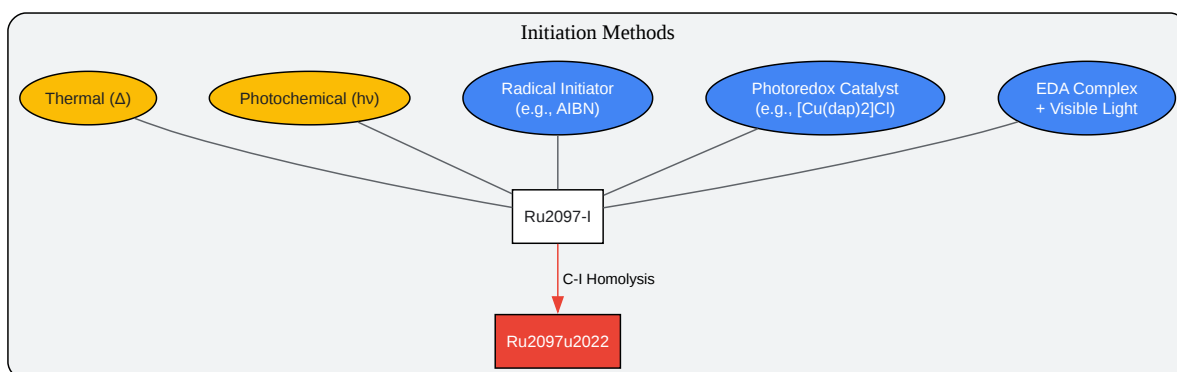 Initiation Methods
Thermal (Δ)
Photochemical (hν)
Radical Initiator
(e.g., AIBN)
Photoredox Catalyst
(e.g., [Cu(dap)2]Cl)
EDA Complex
+ Visible Light
Ru2097-I
C-I Homolysis
Ru2097u2022